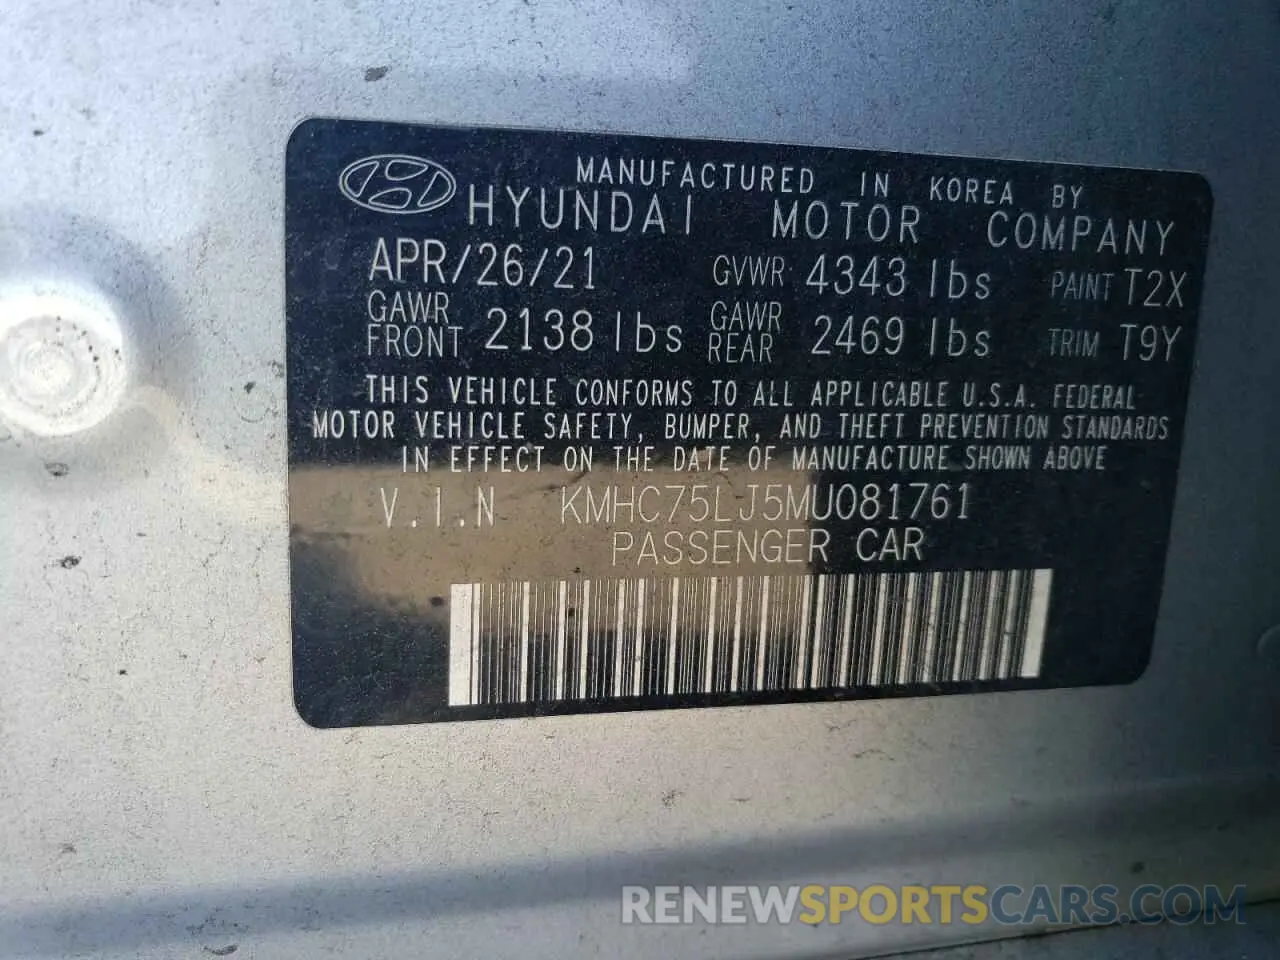 MANUFACTURED IN KOREA BY
HYUNDAI MOTOR COMPANY
APR/26/21 GVWR 4343 lbs PAINT T2X
GAWR FRONT 2138 lbs GAWR REAR 2469 lbs TRIM T9Y
THIS VEHICLE CONFORMS TO ALL APPLICABLE U.S.A. FEDERAL
MOTOR VEHICLE SAFETY, BUMPER, AND THEFT PREVENTION STANDARDS
IN EFFECT ON THE DATE OF MANUFACTURE SHOWN ABOVE
V.I.N KMHC75LJ5MU081761
PASSENGER CAR
RENEWSPORTSCARS.COM